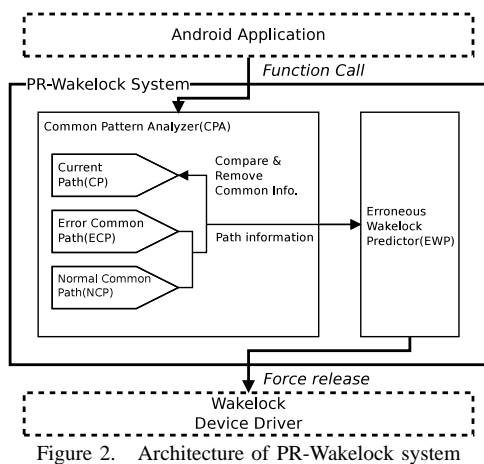 Android Application
Function Call
PR-Wakelock System
Common Pattern Analyzer(CPA)
Current
Path(CP)
Compare &
Remove
Common Info.
Error Common
Path(ECP)
Path information
Erroneous
Wakelock
Predictor(EWP)
Normal Common
Path(NCP)
Force release
Wakelock
Device Driver
Figure 2. Architecture of PR-Wakelock system